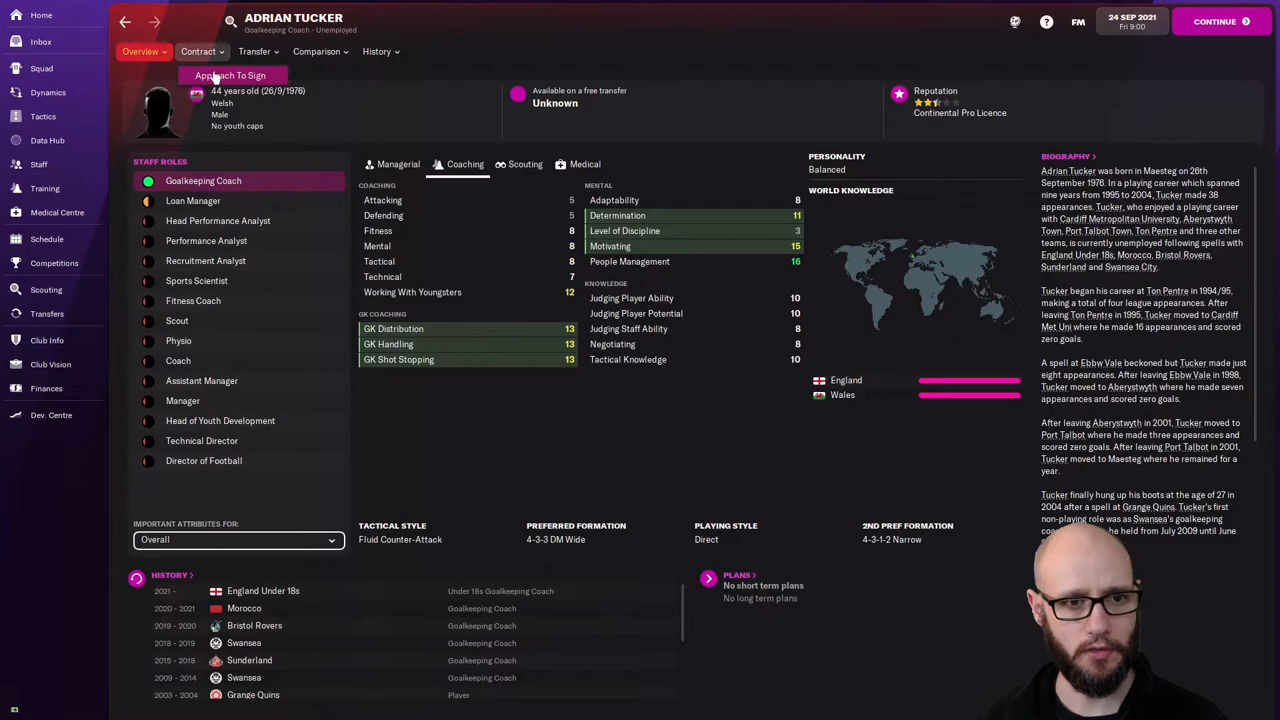 Home
Inbox
Squad
Dynamics
Tactics
Data Hub
Staff
Training
Medical Centre
Schedule
Competitions
Scouting
Transfers
Club Info
Club Vision
Finances
Dev. Centre
ADRIAN TUCKER
Goalkeeping Coach - Unemployed
FM
24 SEP 2021
Fri 9:00
CONTINUE
Overview
Contract
Transfer
Comparison
History
Approach To Sign
44 years old (26/9/1976)
Welsh
Male
No youth caps
Available on a free transfer
Unknown
Reputation
Continental Pro Licence
STAFF ROLES
Goalkeeping Coach
Loan Manager
Head Performance Analyst
Performance Analyst
Recruitment Analyst
Sports Scientist
Fitness Coach
Scout
Physio
Coach
Assistant Manager
Manager
Head of Youth Development
Technical Director
Director of Football
IMPORTANT ATTRIBUTES FOR:
Overall
Managerial
Coaching
Scouting
Medical
COACHING
Attacking 5
Defending 5
Fitness 8
Mental 8
Tactical 8
Technical 7
Working With Youngsters 12
GK COACHING
GK Distribution 13
GK Handling 13
GK Shot Stopping 13
MENTAL
Adaptability 8
Determination 11
Level of Discipline 3
Motivating 15
People Management 16
KNOWLEDGE
Judging Player Ability 10
Judging Player Potential 10
Judging Staff Ability 8
Negotiating 8
Tactical Knowledge 10
PERSONALITY
Balanced
WORLD KNOWLEDGE
England
Wales
BIOGRAPHY >
Adrian Tucker was born in Maesteg on 26th
September 1976. In a playing career which spanned
nine years from 1995 to 2004, Tucker made 38
appearances. Tucker, who enjoyed a playing career
with Cardiff Metropolitan University, Aberystwyth
Town, Port Talbot Town, Ton Pentre and three other
teams, is currently unemployed following spells with
England Under 18s, Morocco, Bristol Rovers,
Sunderland and Swansea City.
Tucker began his career at Ton Pentre in 1994/95,
making a total of four league appearances. After
leaving Ton Pentre in 1995, Tucker moved to Cardiff
Met Uni where he made 16 appearances and scored
zero goals.
A spell at Ebbw Vale beckoned but Tucker made just
eight appearances. After leaving Ebbw Vale in 1998,
Tucker moved to Aberystwyth where he made seven
appearances and scored zero goals.
After leaving Aberystwyth in 2001, Tucker moved to
Port Talbot where he made three appearances and
scored zero goals. After leaving Port Talbot in 2001,
Tucker moved to Maesteg where he remained for a
year.
Tucker finally hung up his boots at the age of 27 in
2004 after a spell at Grange Quins. Tucker's first
non-playing role was as Swansea's goalkeeping
he held from July 2009 until June
TACTICAL STYLE
Fluid Counter-Attack
PREFERRED FORMATION
4-3-3 DM Wide
PLAYING STYLE
Direct
2ND PREF FORMATION
4-3-1-2 Narrow
HISTORY >
2021 - England Under 18s Under 18s Goalkeeping Coach
2020 - 2021 Morocco Goalkeeping Coach
2019 - 2020 Bristol Rovers Goalkeeping Coach
2018 - 2019 Swansea Goalkeeping Coach
2015 - 2018 Sunderland Goalkeeping Coach
2009 - 2014 Swansea Goalkeeping Coach
2003 - 2004 Grange Quins Player
PLANS >
No short term plans
No long term plans